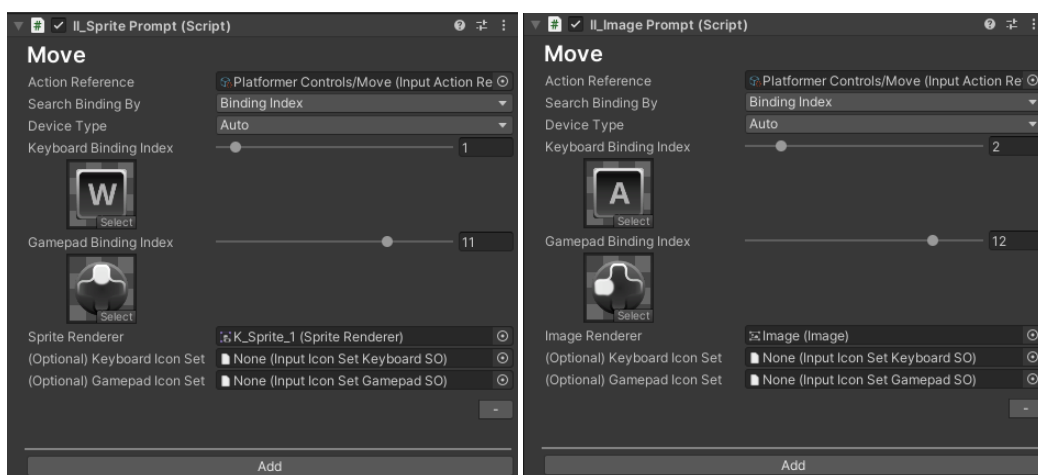 # II_Sprite Prompt (Script)
Move
Action Reference Platformer Controls/Move (Input Action Re
Search Binding By Binding Index
Device Type Auto
Keyboard Binding Index 1
W
Select
Gamepad Binding Index 11
Select
Sprite Renderer K_Sprite_1 (Sprite Renderer)
(Optional) Keyboard Icon Set None (Input Icon Set Keyboard SO)
(Optional) Gamepad Icon Set None (Input Icon Set Gamepad SO)
-
Add
# II_Image Prompt (Script)
Move
Action Reference Platformer Controls/Move (Input Action Re
Search Binding By Binding Index
Device Type Auto
Keyboard Binding Index 2
A
Select
Gamepad Binding Index 12
Select
Image Renderer Image (Image)
(Optional) Keyboard Icon Set None (Input Icon Set Keyboard SO)
(Optional) Gamepad Icon Set None (Input Icon Set Gamepad SO)
-
Add